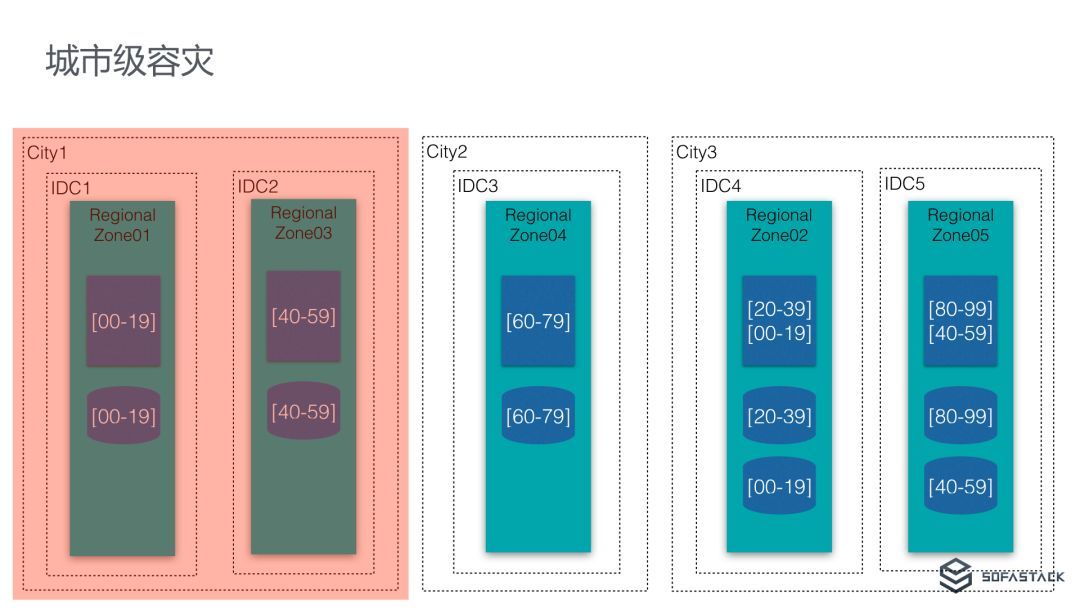 城市级容灾
City1
IDC1
Regional
Zone01
[00-19]
[00-19]
IDC2
Regional
Zone03
[40-59]
[40-59]
City2
IDC3
Regional
Zone04
[60-79]
[60-79]
City3
IDC4
Regional
Zone02
[20-39]
[00-19]
[20-39]
[00-19]
IDC5
Regional
Zone05
[80-99]
[40-59]
[80-99]
[40-59]
SOFASTACK